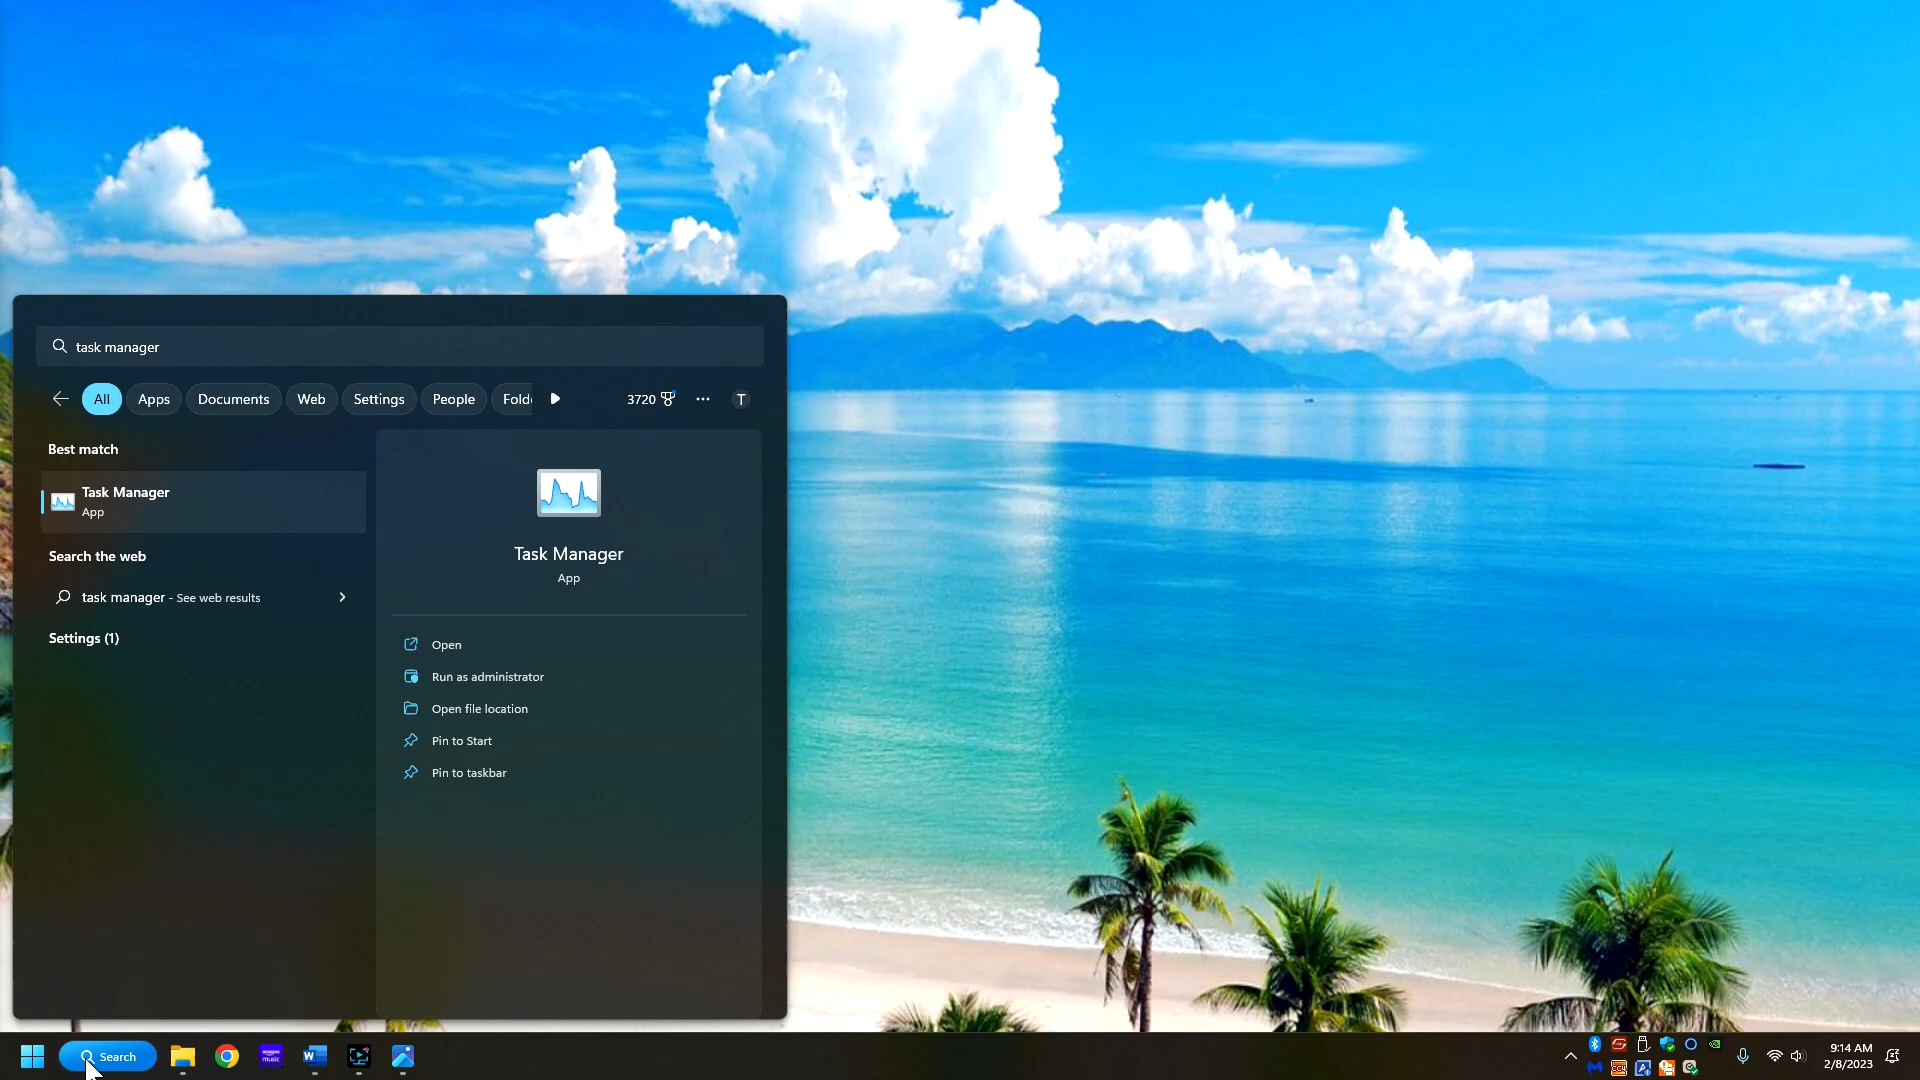 task manager
All
Apps
Documents
Web
Settings
People
Fold
3720
T
Best match
Task Manager
App
Search the web
task manager - See web results
Settings (1)
Task Manager
App
Open
Run as administrator
Open file location
Pin to Start
Pin to taskbar
Search
amazon music
W
9:14 AM
2/8/2023